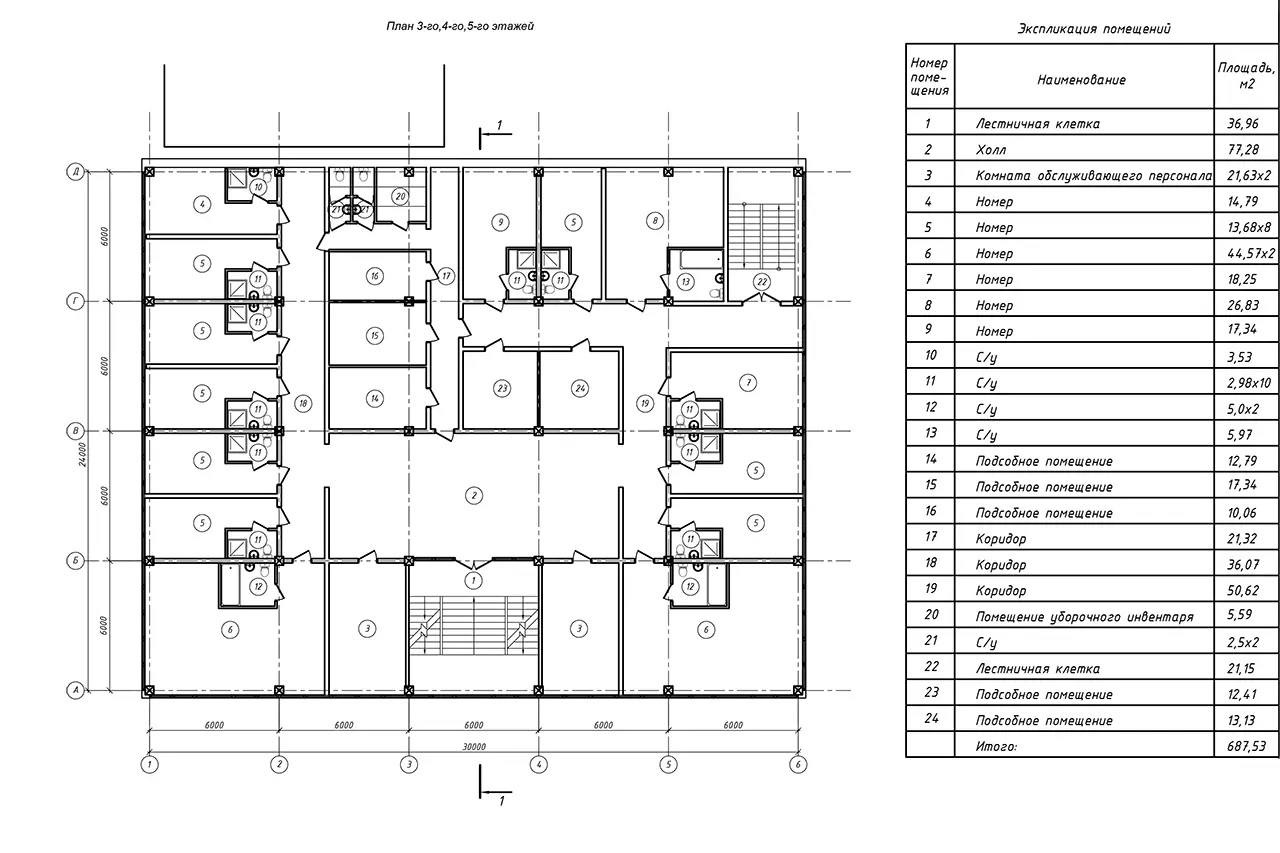 План 3-го,4-го,5-го этажей
Экспликация помещений
Номер поме- щения Наименование Площадь, м2
1 Лестничная клетка 36,96
2 Холл 77,28
3 Комната обслуживающего персонала 21,63х2
4 Номер 14,79
5 Номер 13,68х8
6 Номер 44,57х2
7 Номер 18,25
8 Номер 26,83
9 Номер 17,34
10 С/у 3,53
11 С/у 2,98х10
12 С/у 5,0х2
13 С/у 5,97
14 Подсобное помещение 12,79
15 Подсобное помещение 17,34
16 Подсобное помещение 10,06
17 Коридор 21,32
18 Коридор 36,07
19 Коридор 50,62
20 Помещение уборочного инвентаря 5,59
21 С/у 2,5х2
22 Лестничная клетка 21,15
23 Подсобное помещение 12,41
24 Подсобное помещение 13,13
Итого: 687,53
1
Д
10
4
21 21
20
9
5
8
6000
5
11
16
17
11
11
13
22
Г
11
5
15
6000
5
11
18
14
23
24
19
7
11
В
24000
11
5
11
5
2
6000
5
11
11
5
Б
12
1
12
6
3
3
6
6000
А
6000 6000 6000 6000 6000
30000
1 2 3 4 5 6
1